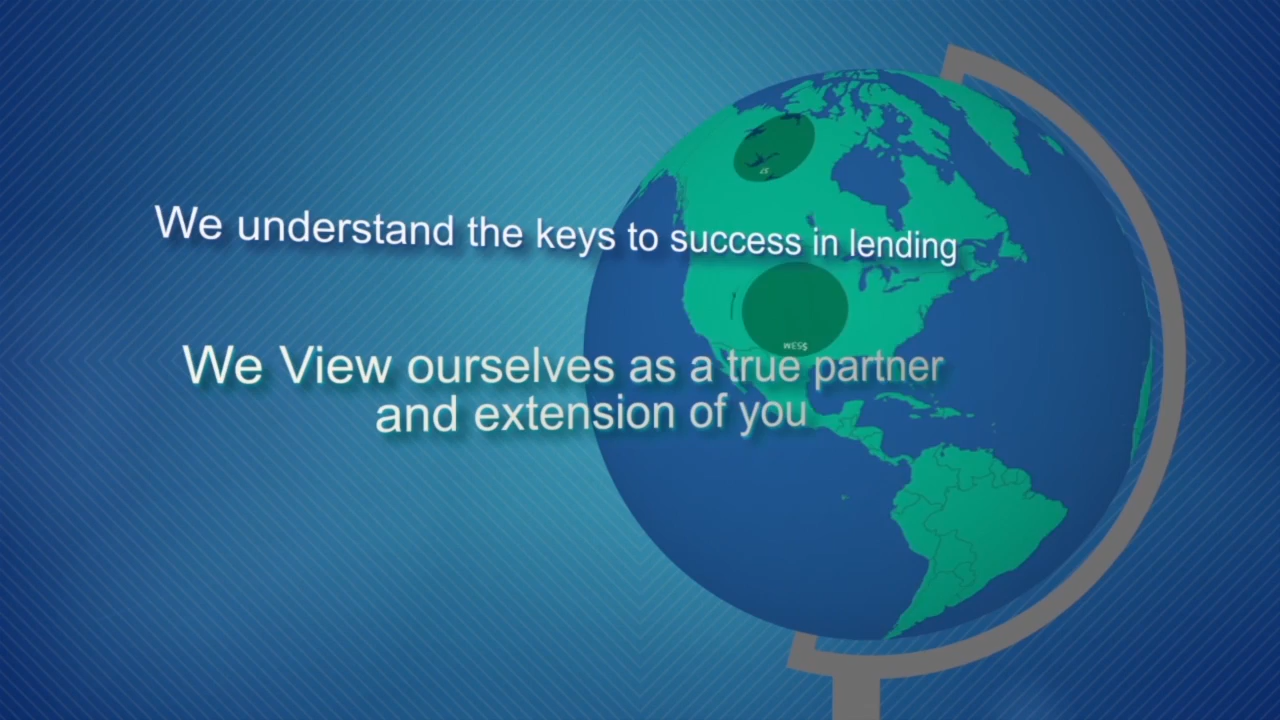 We understand the keys to success in lending
We View ourselves as a true partner
and extension of you